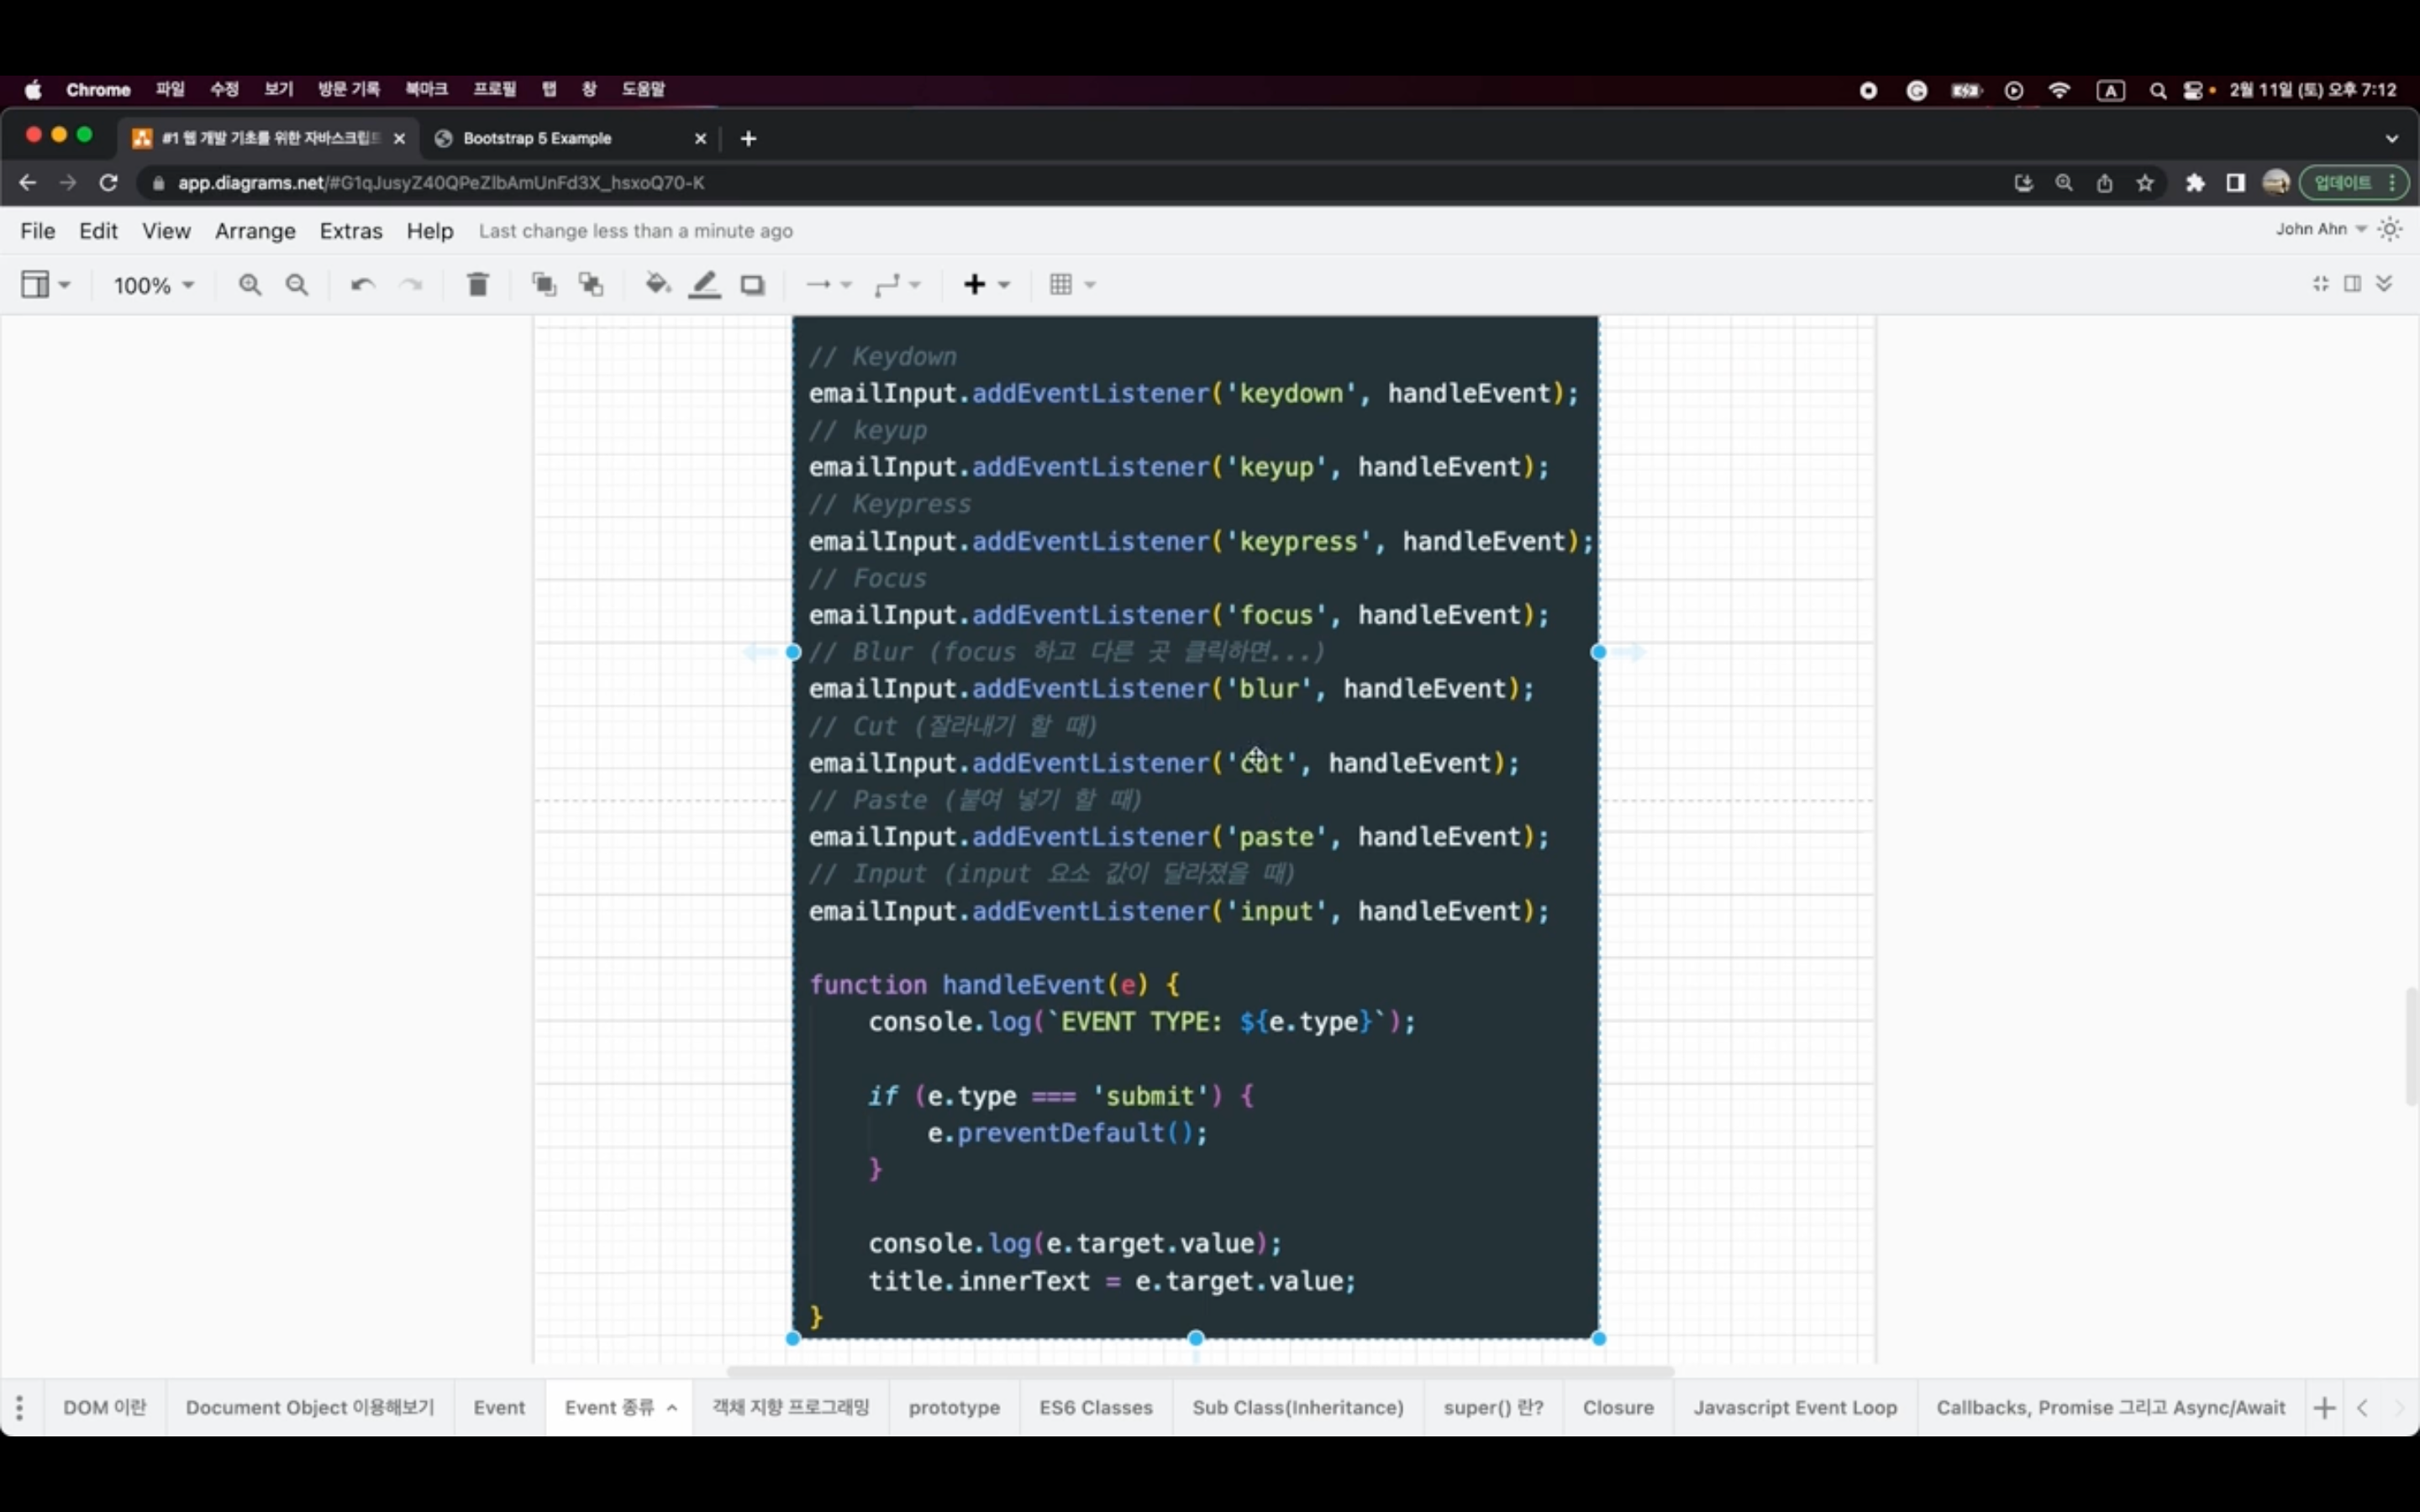 Chrome 파일 수정 보기 방문 기록 북마크 프로필 탭 창 도움말 A 2월 11일 (토) 오후 7:12
#1 웹 개발 기초를 위한 자바스크립트 Bootstrap 5 Example
app.diagrams.net/#G1qJusyZ40QPeZlbAmUnFd3X_hsxoQ70-K 업데이트
File Edit View Arrange Extras Help Last change less than a minute ago John Ahn
100%
// Keydown
emailInput.addEventListener('keydown', handleEvent);
// keyup
emailInput.addEventListener('keyup', handleEvent);
// Keypress
emailInput.addEventListener('keypress', handleEvent);
// Focus
emailInput.addEventListener('focus', handleEvent);
// Blur (focus 하고 다른 곳 클릭하면...)
emailInput.addEventListener('blur', handleEvent);
// Cut (잘라내기 할 때)
emailInput.addEventListener('cut', handleEvent);
// Paste (붙여 넣기 할 때)
emailInput.addEventListener('paste', handleEvent);
// Input (input 요소 값이 달라졌을 때)
emailInput.addEventListener('input', handleEvent);
function handleEvent(e) {
console.log(`EVENT TYPE: ${e.type}`);
if (e.type === 'submit') {
e.preventDefault();
}
console.log(e.target.value);
title.innerText = e.target.value;
}
DOM 이란 Document Object 이용해보기 Event Event 종류 객체 지향 프로그래밍 prototype ES6 Classes Sub Class(Inheritance) super() 란? Closure Javascript Event Loop Callbacks, Promise 그리고 Async/Await